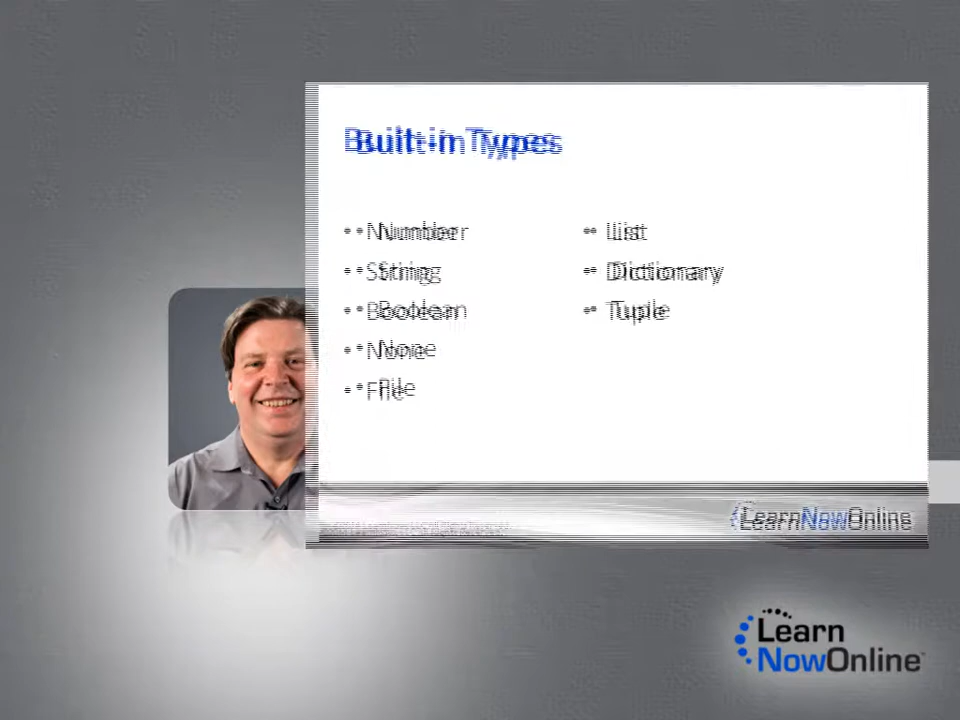 Built-in Types
• Number
• String
• Boolean
• None
• File
• List
• Dictionary
• Tuple
LearnNowOnline
Learn
NowOnline